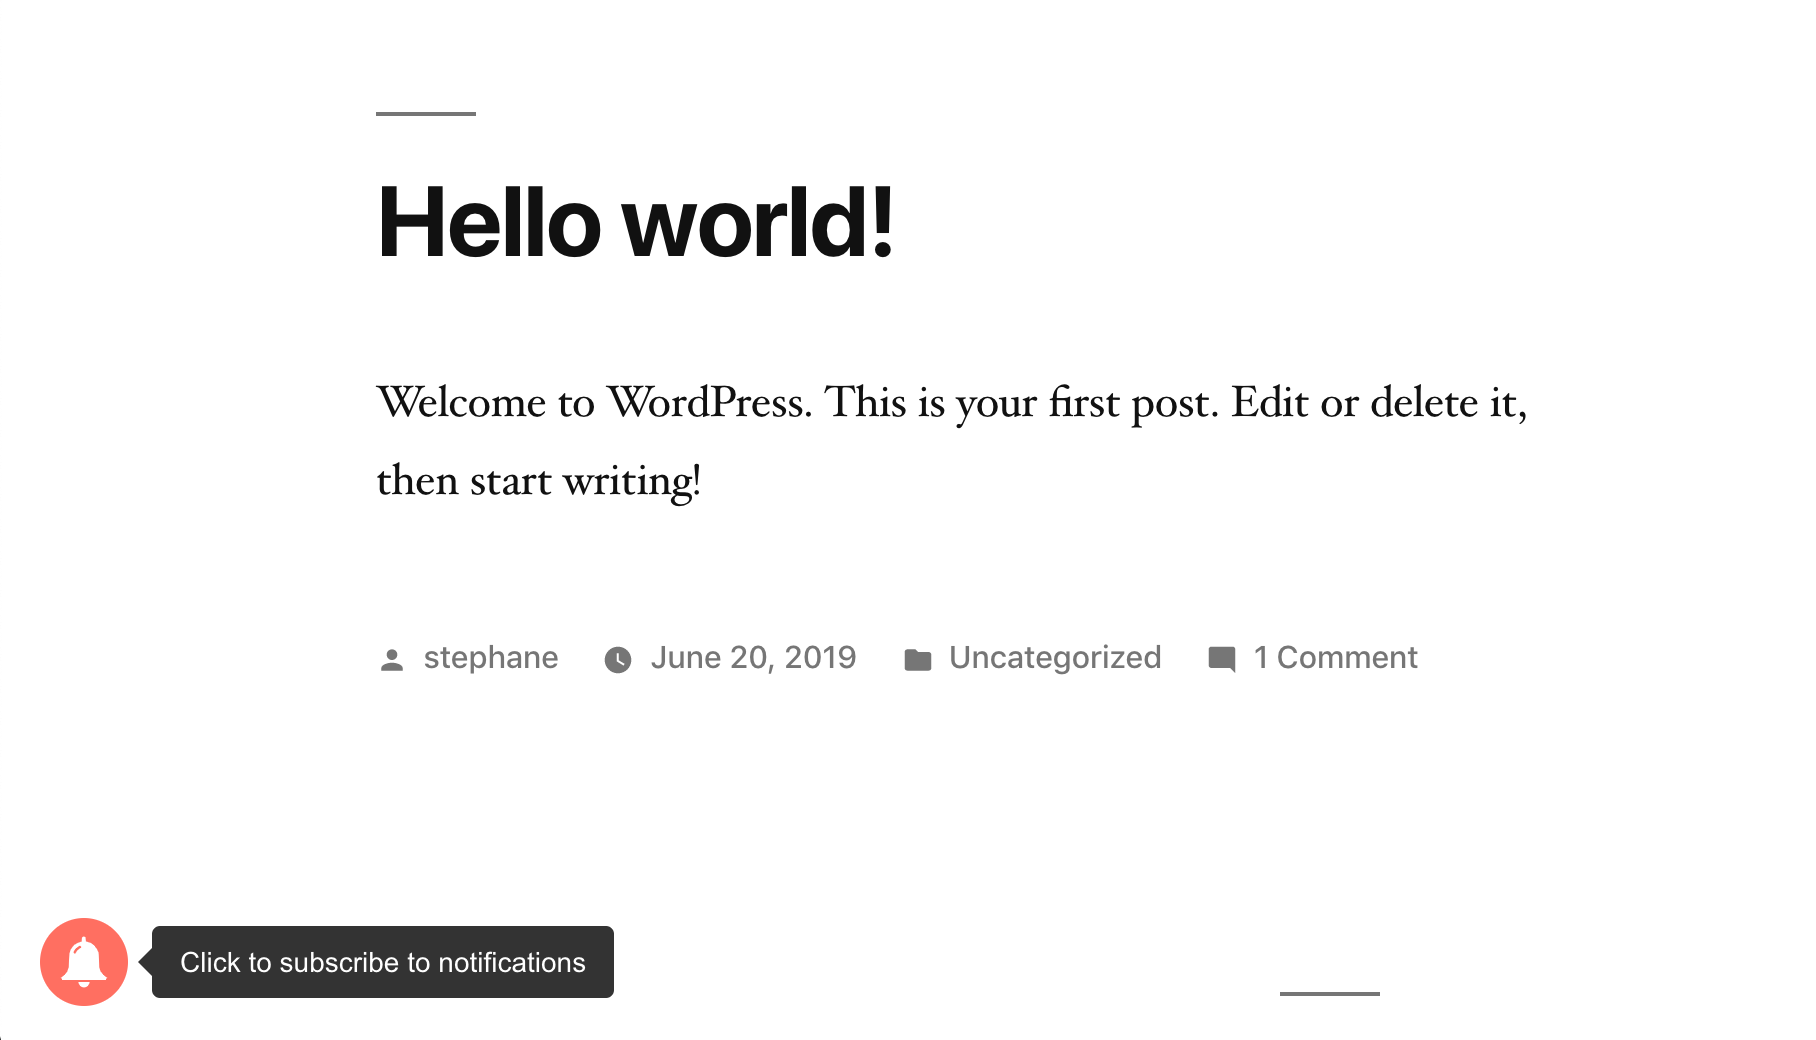 Hello world!
Welcome to WordPress. This is your first post. Edit or delete it,
then start writing!
stephane June 20, 2019 Uncategorized 1 Comment
Click to subscribe to notifications